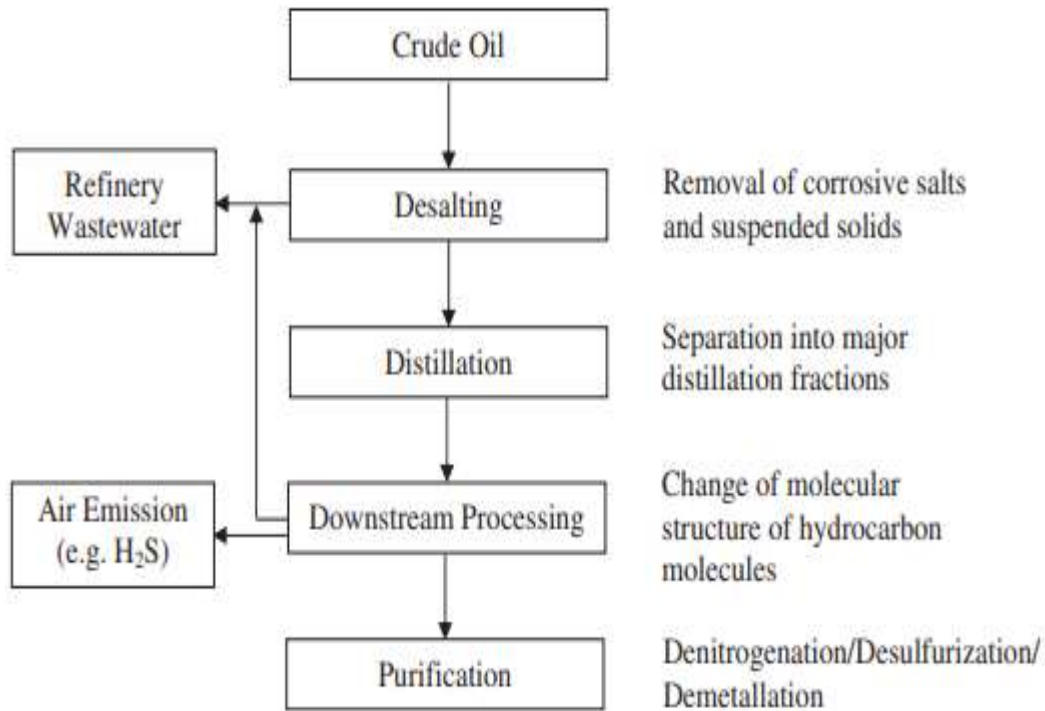 Crude Oil
Refinery
Wastewater
Desalting
Removal of corrosive salts
and suspended solids
Distillation
Separation into major
distillation fractions
Air Emission
(e.g. H₂S)
Downstream Processing
Change of molecular
structure of hydrocarbon
molecules
Purification
Denitrogenation/Desulfurization/
Demetallation